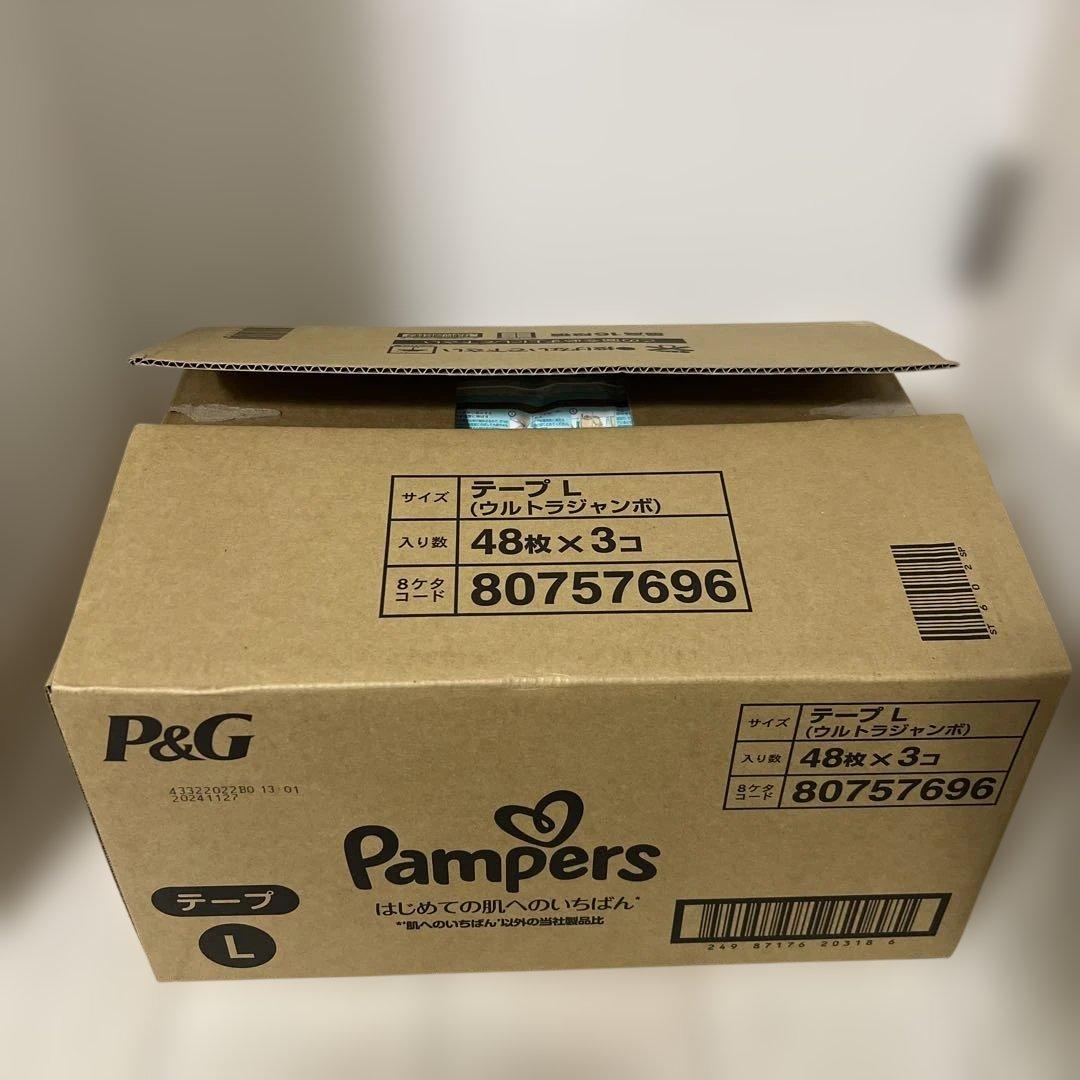 サイズ テープ L
(ウルトラジャンボ)
入り数 48枚×3コ
8ケタコード 80757696
ST 6 0 2 SP
P&G
43322022B0 13:01
20241127
サイズ テープ L
(ウルトラジャンボ)
入り数 48枚×3コ
8ケタコード 80757696
Pampers
はじめての肌へのいちばん*
*"肌へのいちばん"以外の当社製品比
テープ
L
249 87176 20318 6